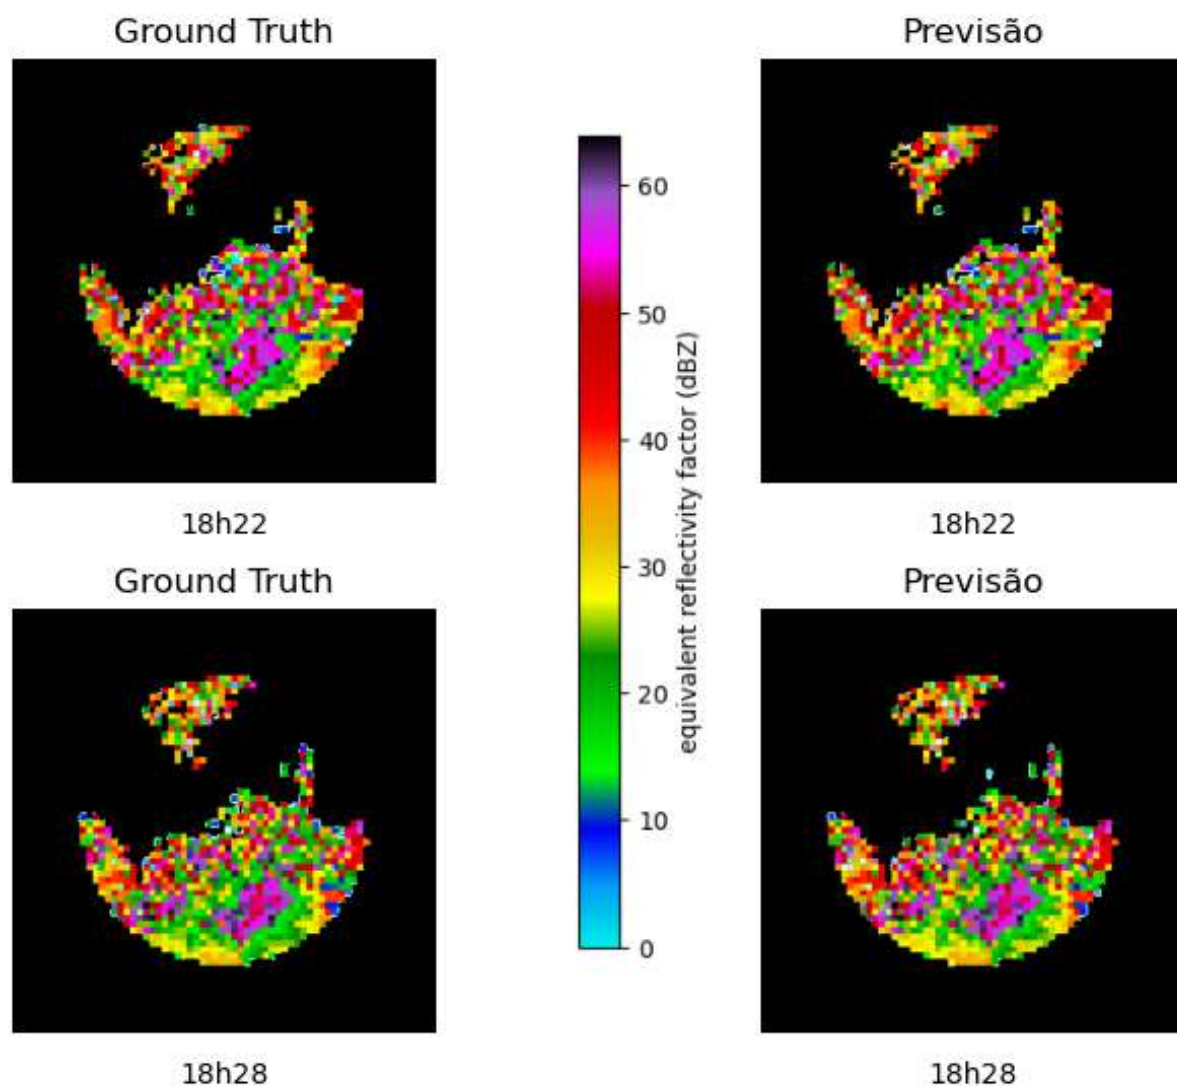 Ground Truth
Previsão
60
50
40
30
20
10
0
equivalent reflectivity factor (dBZ)
18h22
18h22
Ground Truth
Previsão
18h28
18h28